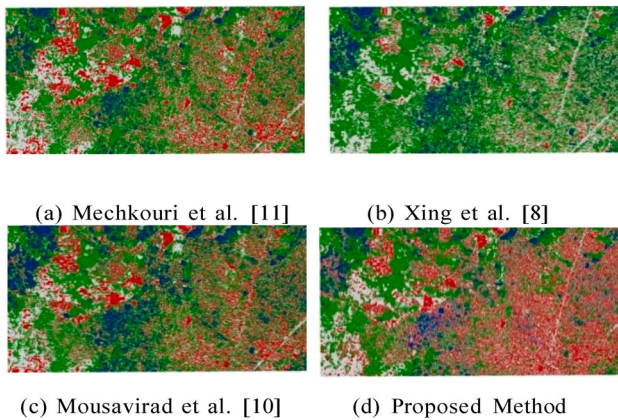 (a) Mechkouri et al. [11]
(b) Xing et al. [8]
(c) Mousavirad et al. [10]
(d) Proposed Method